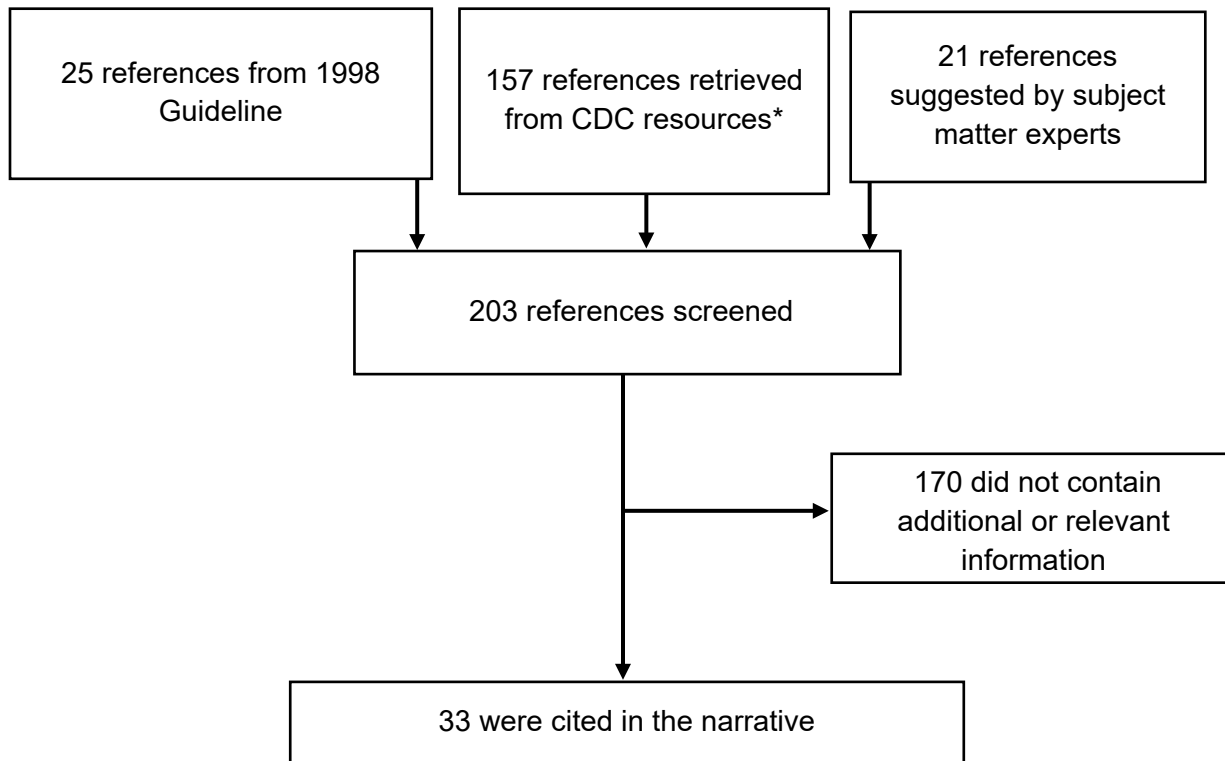 25 references from 1998
Guideline
157 references retrieved
from CDC resources*
21 references
suggested by subject
matter experts
203 references screened
170 did not contain
additional or relevant
information
33 were cited in the narrative